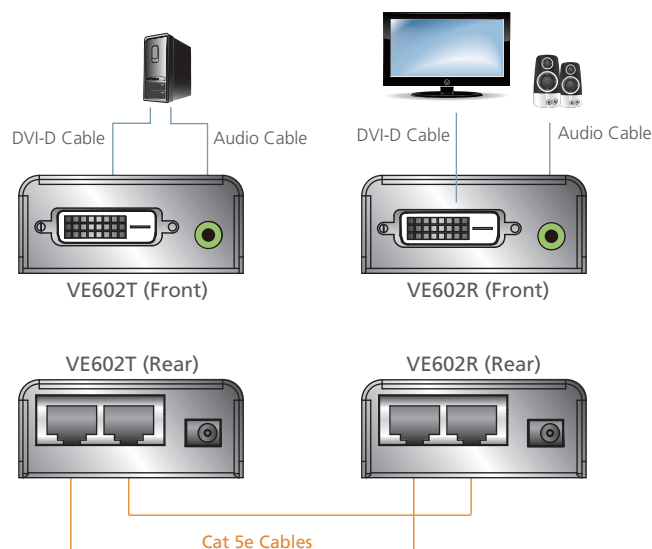 DVI-D Cable
Audio Cable
DVI-D Cable
Audio Cable
VE602T (Front)
VE602R (Front)
VE602T (Rear)
VE602R (Rear)
Cat 5e Cables